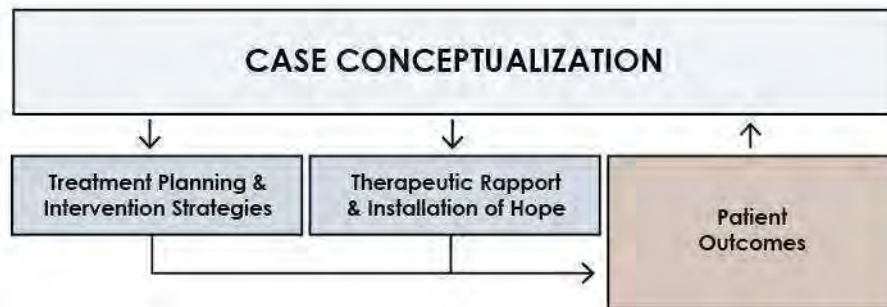 CASE CONCEPTUALIZATION
Treatment Planning &
Intervention Strategies
Therapeutic Rapport
& Installation of Hope
Patient
Outcomes